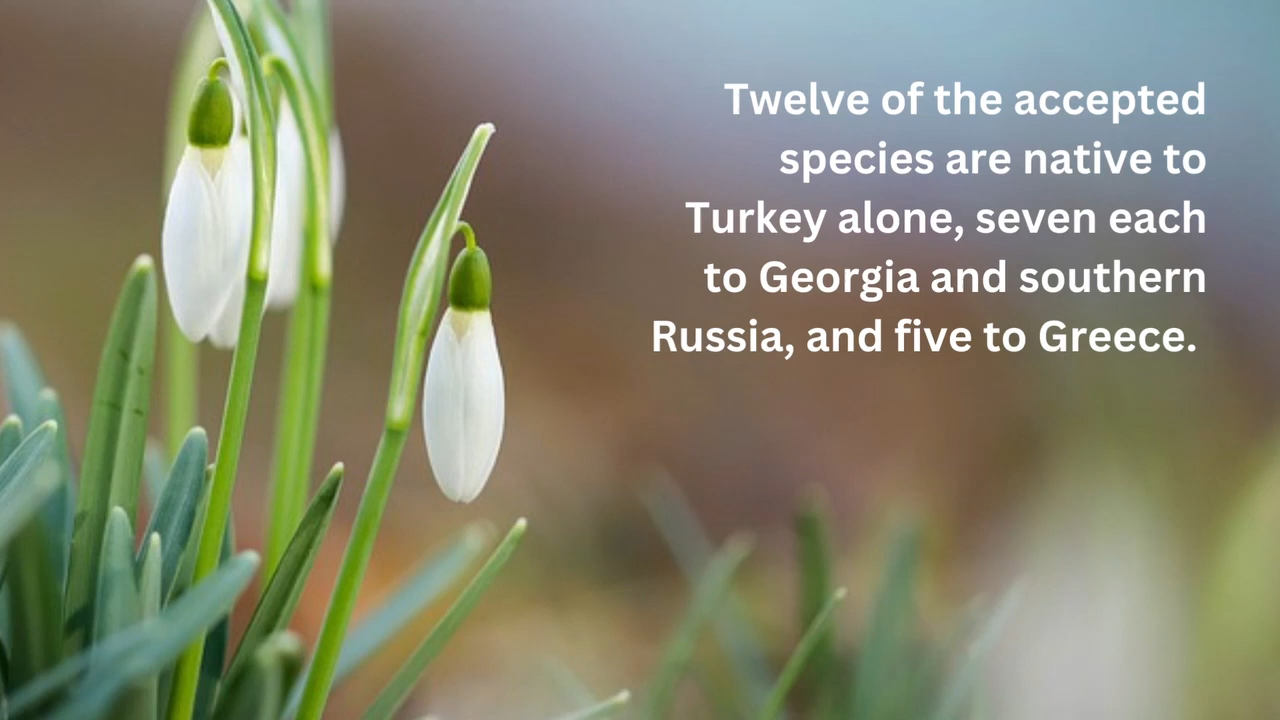 Twelve of the accepted
species are native to
Turkey alone, seven each
to Georgia and southern
Russia, and five to Greece.